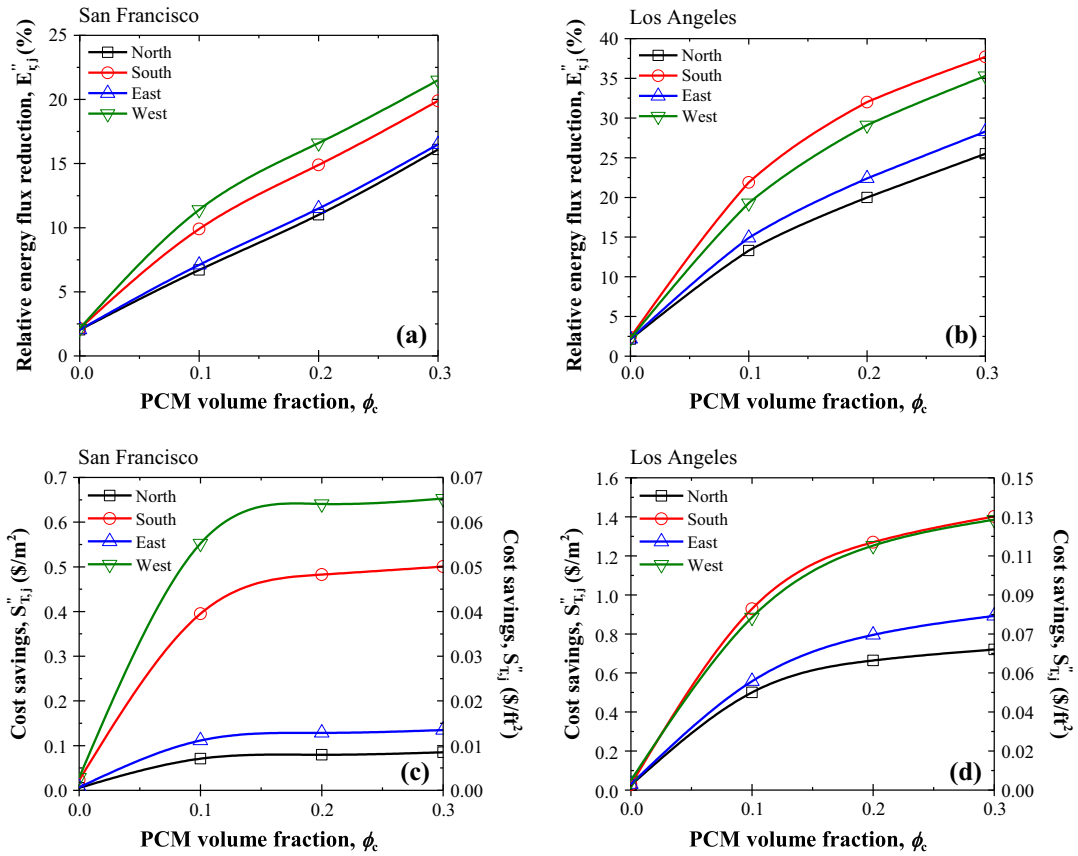 San Francisco
Relative energy flux reduction, E''r,j (%)
25
20
15
10
5
0
North
South
East
West
(a)
0.0 0.1 0.2 0.3
PCM volume fraction, ϕc
Los Angeles
Relative energy flux reduction, E''r,j (%)
40
35
30
25
20
15
10
5
0
North
South
East
West
(b)
0.0 0.1 0.2 0.3
PCM volume fraction, ϕc
San Francisco
Cost savings, S''T,j ($/m²)
0.7
0.6
0.5
0.4
0.3
0.2
0.1
0.0
North
South
East
West
(c)
0.07
0.06
0.05
0.04
0.03
0.02
0.01
0.00
Cost savings, S''T,j ($/ft²)
0.0 0.1 0.2 0.3
PCM volume fraction, ϕc
Los Angeles
Cost savings, S''T,j ($/m²)
1.6
1.4
1.2
1.0
0.8
0.6
0.4
0.2
0.0
North
South
East
West
(d)
0.15
0.13
0.11
0.09
0.07
0.06
0.04
0.02
0.00
Cost savings, S''T,j ($/ft²)
0.0 0.1 0.2 0.3
PCM volume fraction, ϕc